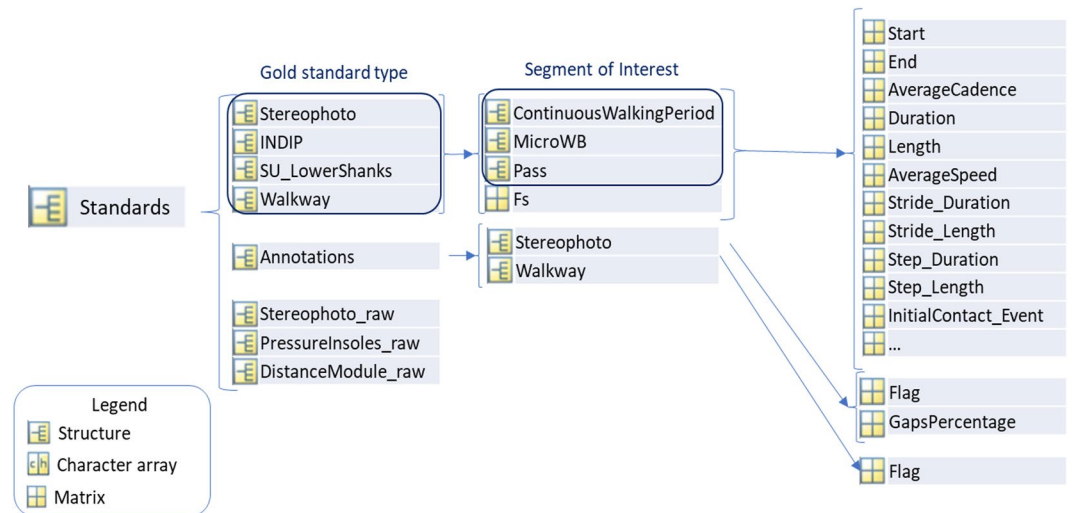 Standards
Gold standard type
Stereophoto
INDIP
SU_LowerShanks
Walkway
Annotations
Stereophoto_raw
PressureInsoles_raw
DistanceModule_raw
Segment of Interest
ContinuousWalkingPeriod
MicroWB
Pass
Fs
Stereophoto
Walkway
Start
End
AverageCadence
Duration
Length
AverageSpeed
Stride_Duration
Stride_Length
Step_Duration
Step_Length
InitialContact_Event
...
Flag
GapsPercentage
Flag
Legend
Structure
ch Character array
Matrix